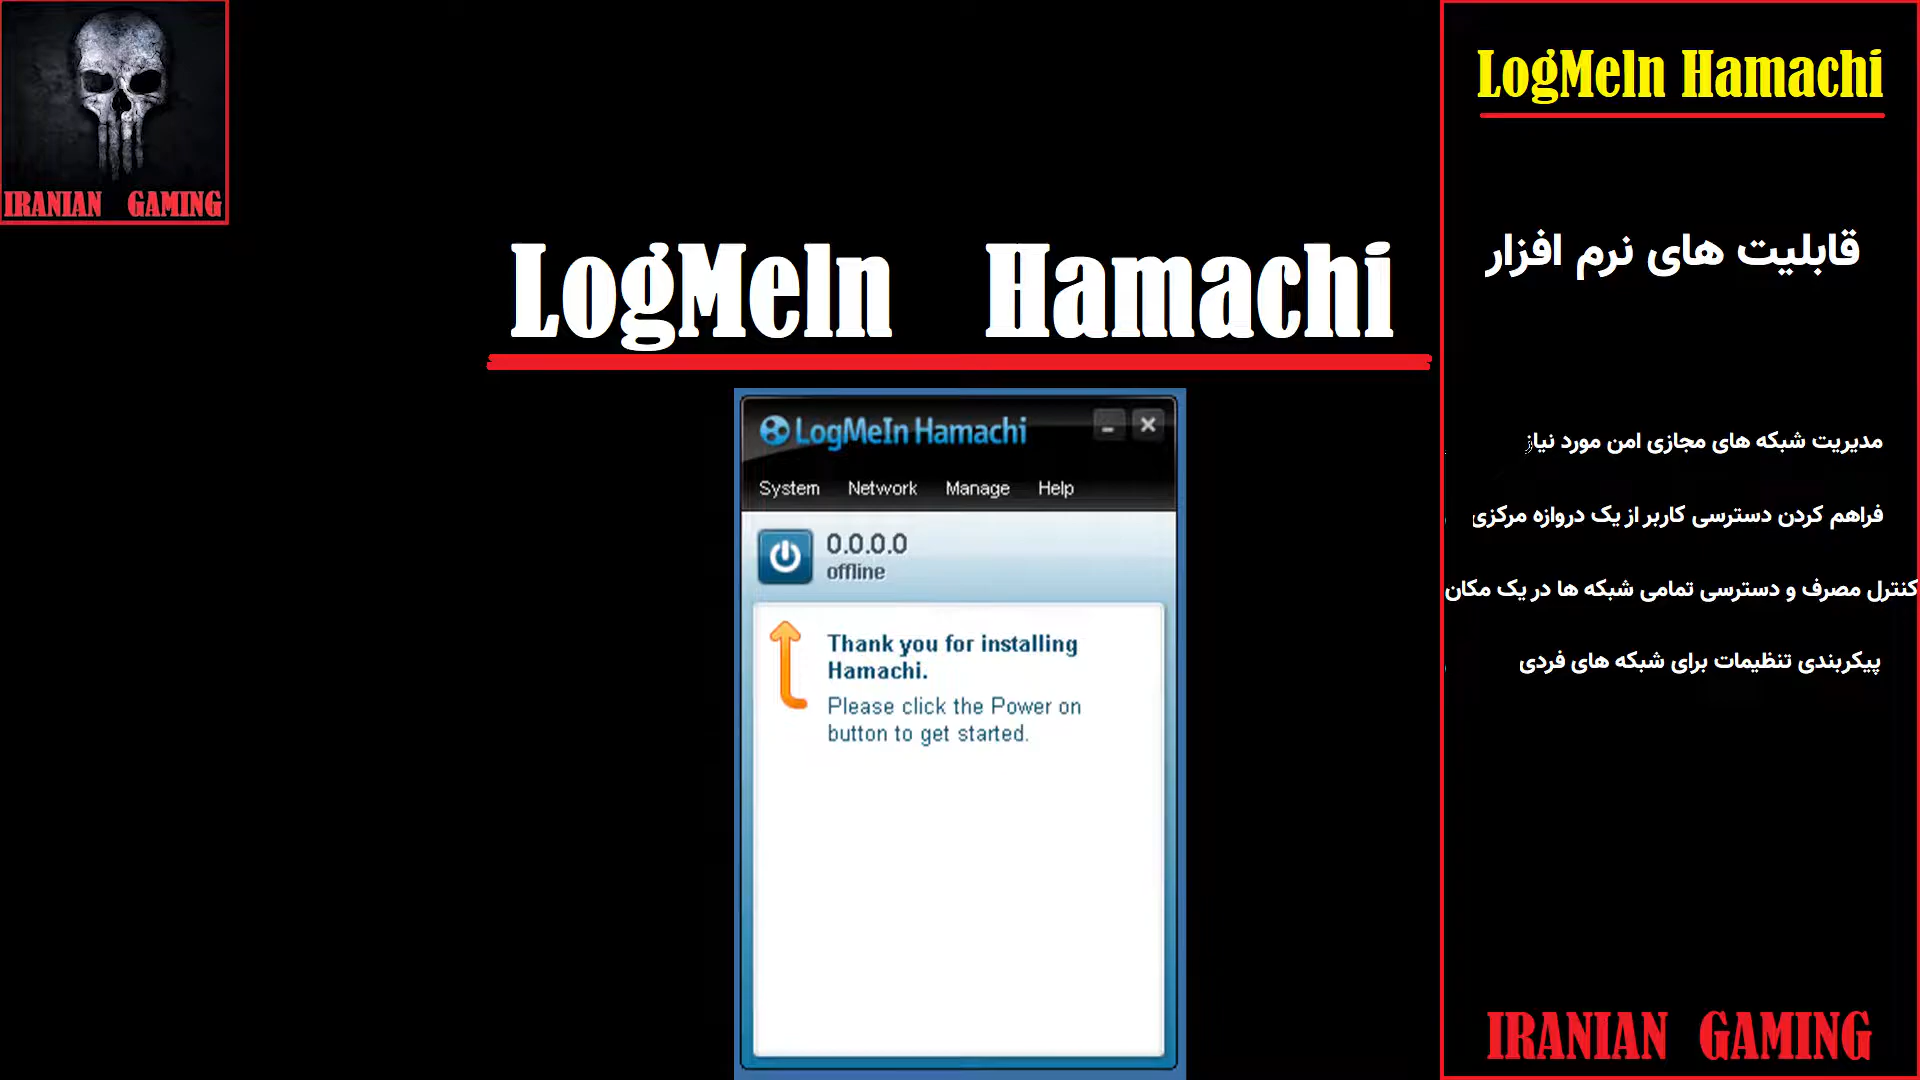 IRANIAN GAMING
LogMeIn Hamachi
LogMeIn Hamachi
System Network Manage Help
0.0.0.0
offline
Thank you for installing
Hamachi.
Please click the Power on
button to get started.
LogMeIn Hamachi
قابلیت های نرم افزار
مدیریت شبکه های مجازی امن مورد نیاز
فراهم کردن دسترسی کاربر از یک دروازه مرکزی
کنترل مصرف و دسترسی تمامی شبکه ها در یک مکان
پیکربندی تنظیمات برای شبکه های فردی
IRANIAN GAMING